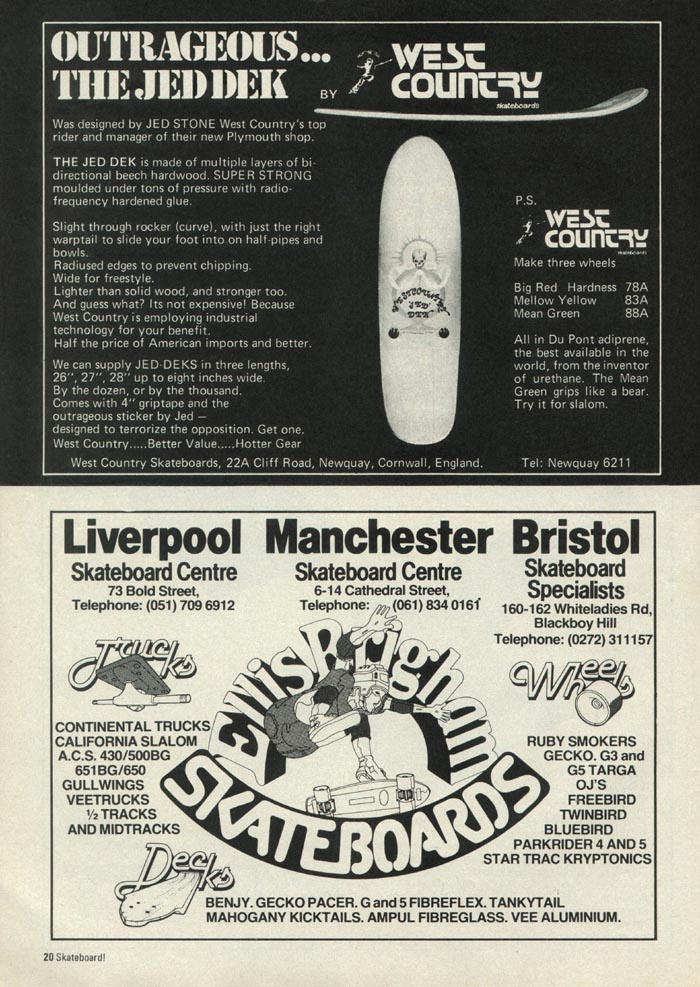 OUTRAGEOUS...
THE JED DEK
BY WEST
COUNTRY
skateboards
Was designed by JED STONE West Country's top
rider and manager of their new Plymouth shop.
THE JED DEK is made of multiple layers of bi-
directional beech hardwood. SUPER STRONG
moulded under tons of pressure with radio-
frequency hardened glue.
Slight through rocker (curve), with just the right
warptail to slide your foot into on half-pipes and
bowls.
Radiused edges to prevent chipping.
Wide for freestyle.
Lighter than solid wood, and stronger too.
And guess what? Its not expensive! Because
West Country is employing industrial
technology for your benefit.
Half the price of American imports and better.
We can supply JED-DEKS in three lengths,
26'', 27'', 28'' up to eight inches wide.
By the dozen, or by the thousand.
Comes with 4'' griptape and the
outrageous sticker by Jed —
designed to terrorize the opposition. Get one.
West Country.....Better Value.....Hotter Gear
WESTCOUNTRY
JED
DEK
P.S.
WEST
COUNTRY
skateboards
Make three wheels
Big Red Hardness 78A
Mellow Yellow 83A
Mean Green 88A
All in Du Pont adiprene,
the best available in the
world, from the inventor
of urethane. The Mean
Green grips like a bear.
Try it for slalom.
West Country Skateboards, 22A Cliff Road, Newquay, Cornwall, England. Tel: Newquay 6211
Liverpool
Skateboard Centre
73 Bold Street,
Telephone: (051) 709 6912
Manchester
Skateboard Centre
6-14 Cathedral Street,
Telephone: (061) 834 0161
Bristol
Skateboard
Specialists
160-162 Whiteladies Rd,
Blackboy Hill
Telephone: (0272) 311157
Trucks
CONTINENTAL TRUCKS
CALIFORNIA SLALOM
A.C.S. 430/500BG
651BG/650
GULLWINGS
VEETRUCKS
½ TRACKS
AND MIDTRACKS
Ellis Brigham
SKATEBOARDS
Wheels
RUBY SMOKERS
GECKO. G3 and
G5 TARGA
OJ'S
FREEBIRD
TWINBIRD
BLUEBIRD
PARKRIDER 4 AND 5
STAR TRAC KRYPTONICS
Decks
BENJY. GECKO PACER. G and 5 FIBREFLEX. TANKYTAIL
MAHOGANY KICKTAILS. AMPUL FIBREGLASS. VEE ALUMINIUM.
20 Skateboard!